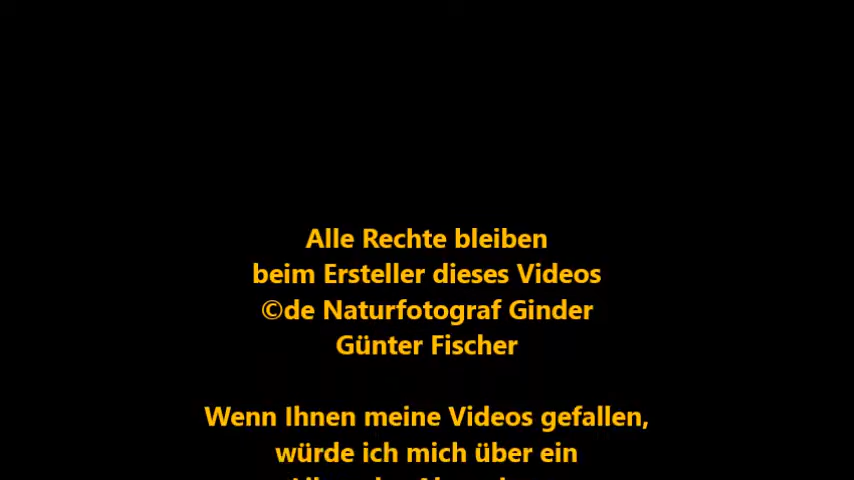 Alle Rechte bleiben
beim Ersteller dieses Videos
©de Naturfotograf Ginder
Günter Fischer
Wenn Ihnen meine Videos gefallen,
würde ich mich über ein